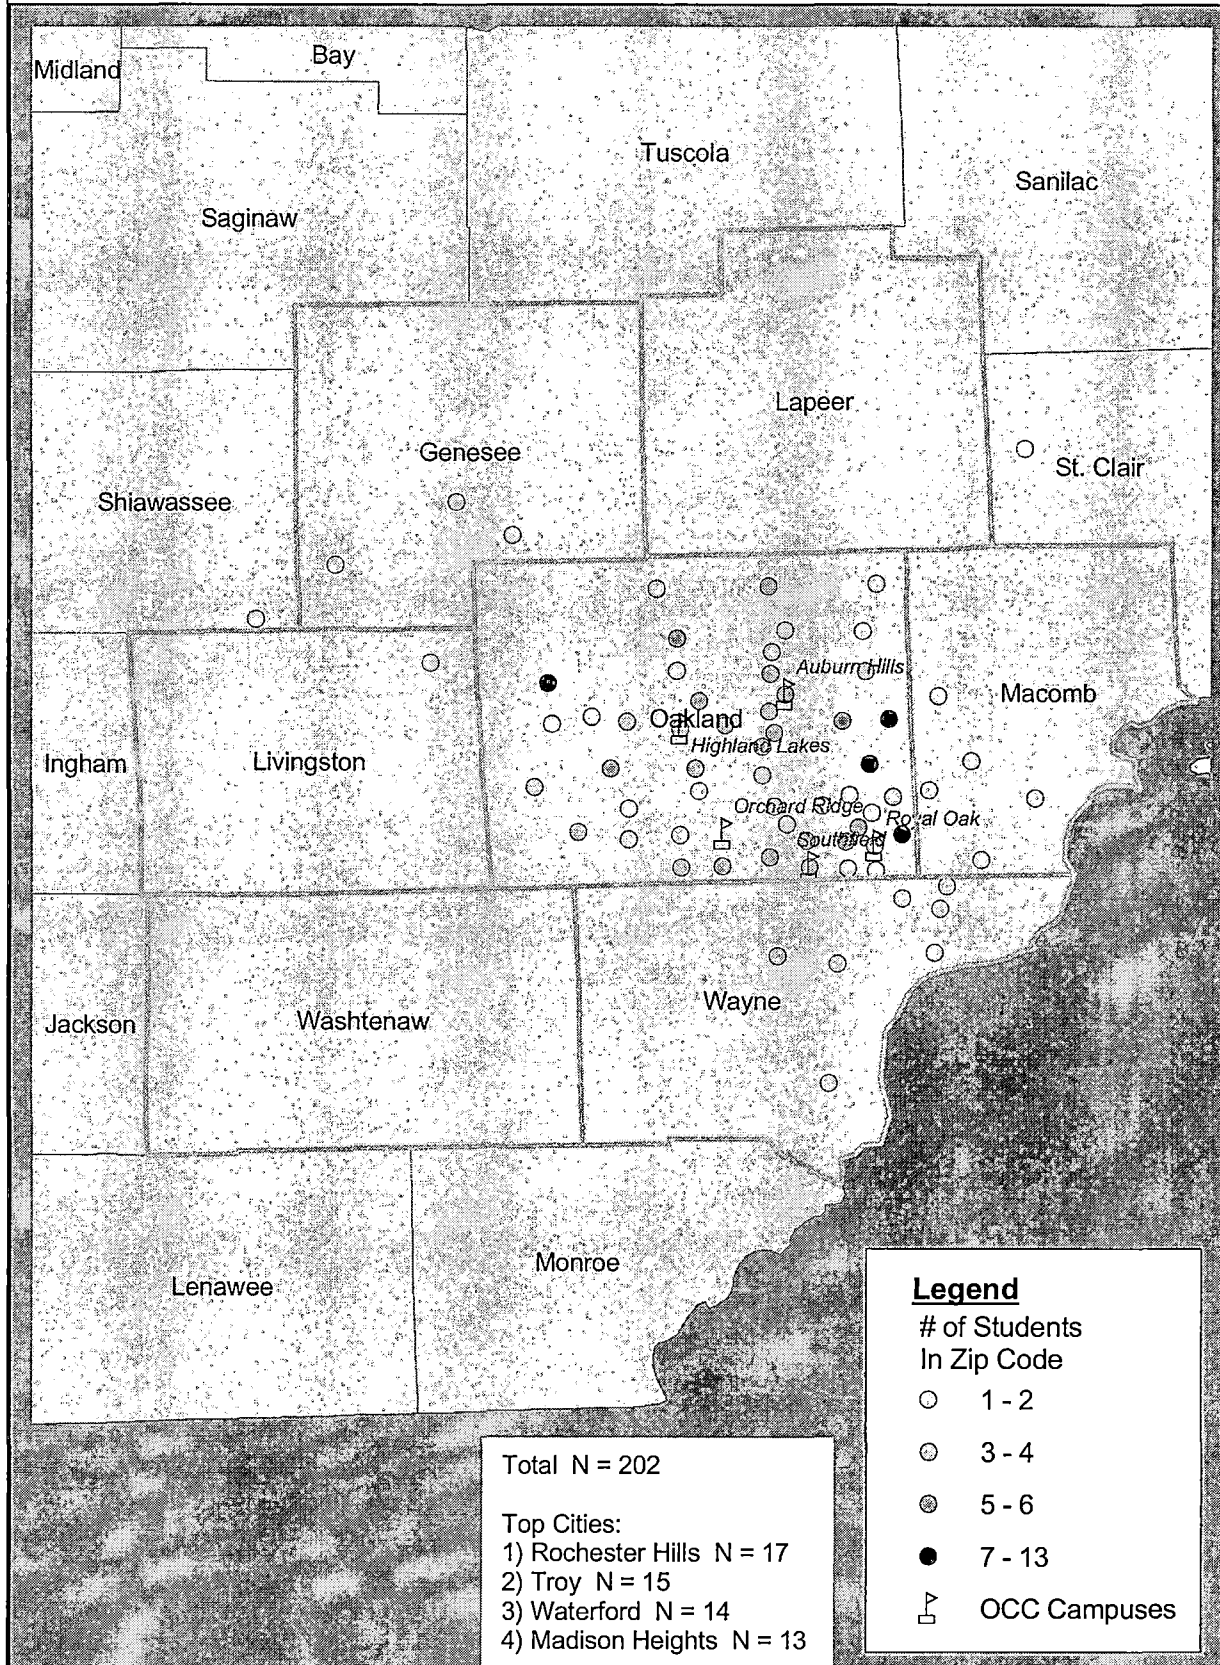 Midland
Bay
Tuscola
Sanilac
Saginaw
Lapeer
Genesee
St. Clair
Shiawassee
Auburn Hills
Macomb
Oakland
Highland Lakes
Ingham
Livingston
Orchard Ridge
Royal Oak
Southfield
Wayne
Jackson
Washtenaw
Monroe
Lenawee
Legend
# of Students
In Zip Code
1 - 2
3 - 4
5 - 6
7 - 13
OCC Campuses
Total N = 202
Top Cities:
1) Rochester Hills N = 17
2) Troy N = 15
3) Waterford N = 14
4) Madison Heights N = 13